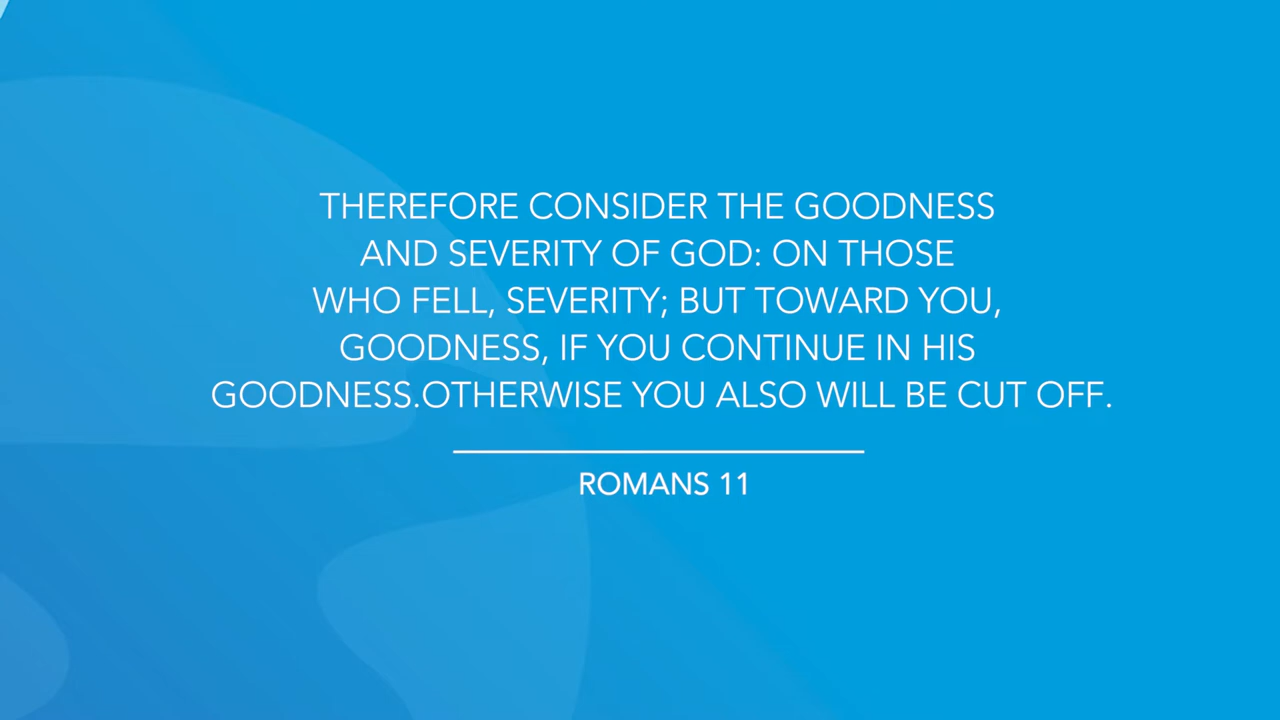 THEREFORE CONSIDER THE GOODNESS
AND SEVERITY OF GOD: ON THOSE
WHO FELL, SEVERITY; BUT TOWARD YOU,
GOODNESS, IF YOU CONTINUE IN HIS
GOODNESS.OTHERWISE YOU ALSO WILL BE CUT OFF.
ROMANS 11